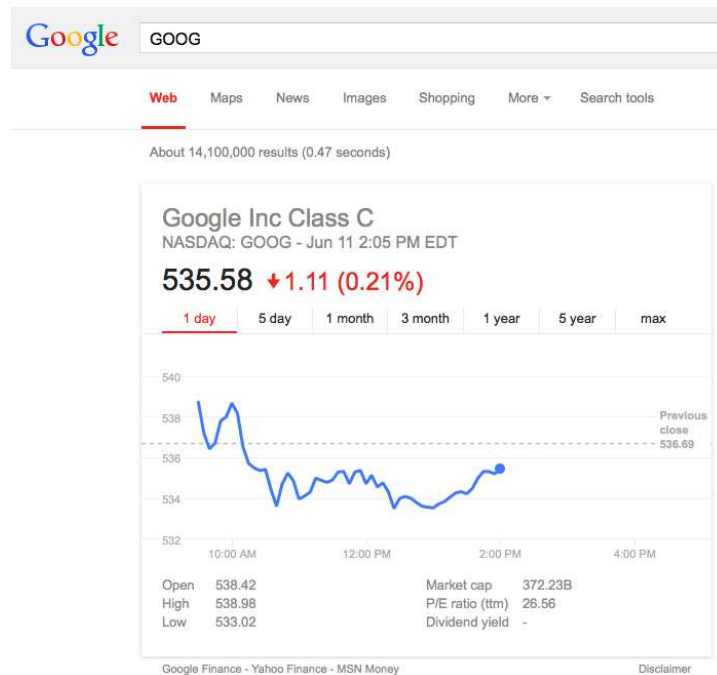 Google GOOG
Web Maps News Images Shopping More Search tools
About 14,100,000 results (0.47 seconds)
Google Inc Class C
NASDAQ: GOOG - Jun 11 2:05 PM EDT
535.58 1.11 (0.21%)
1 day 5 day 1 month 3 month 1 year 5 year max
540
538
Previous
close
536.69
536
534
532
10:00 AM 12:00 PM 2:00 PM 4:00 PM
Open 538.42 Market cap 372.23B
High 538.98 P/E ratio (ttm) 26.56
Low 533.02 Dividend yield -
Google Finance - Yahoo Finance - MSN Money Disclaimer